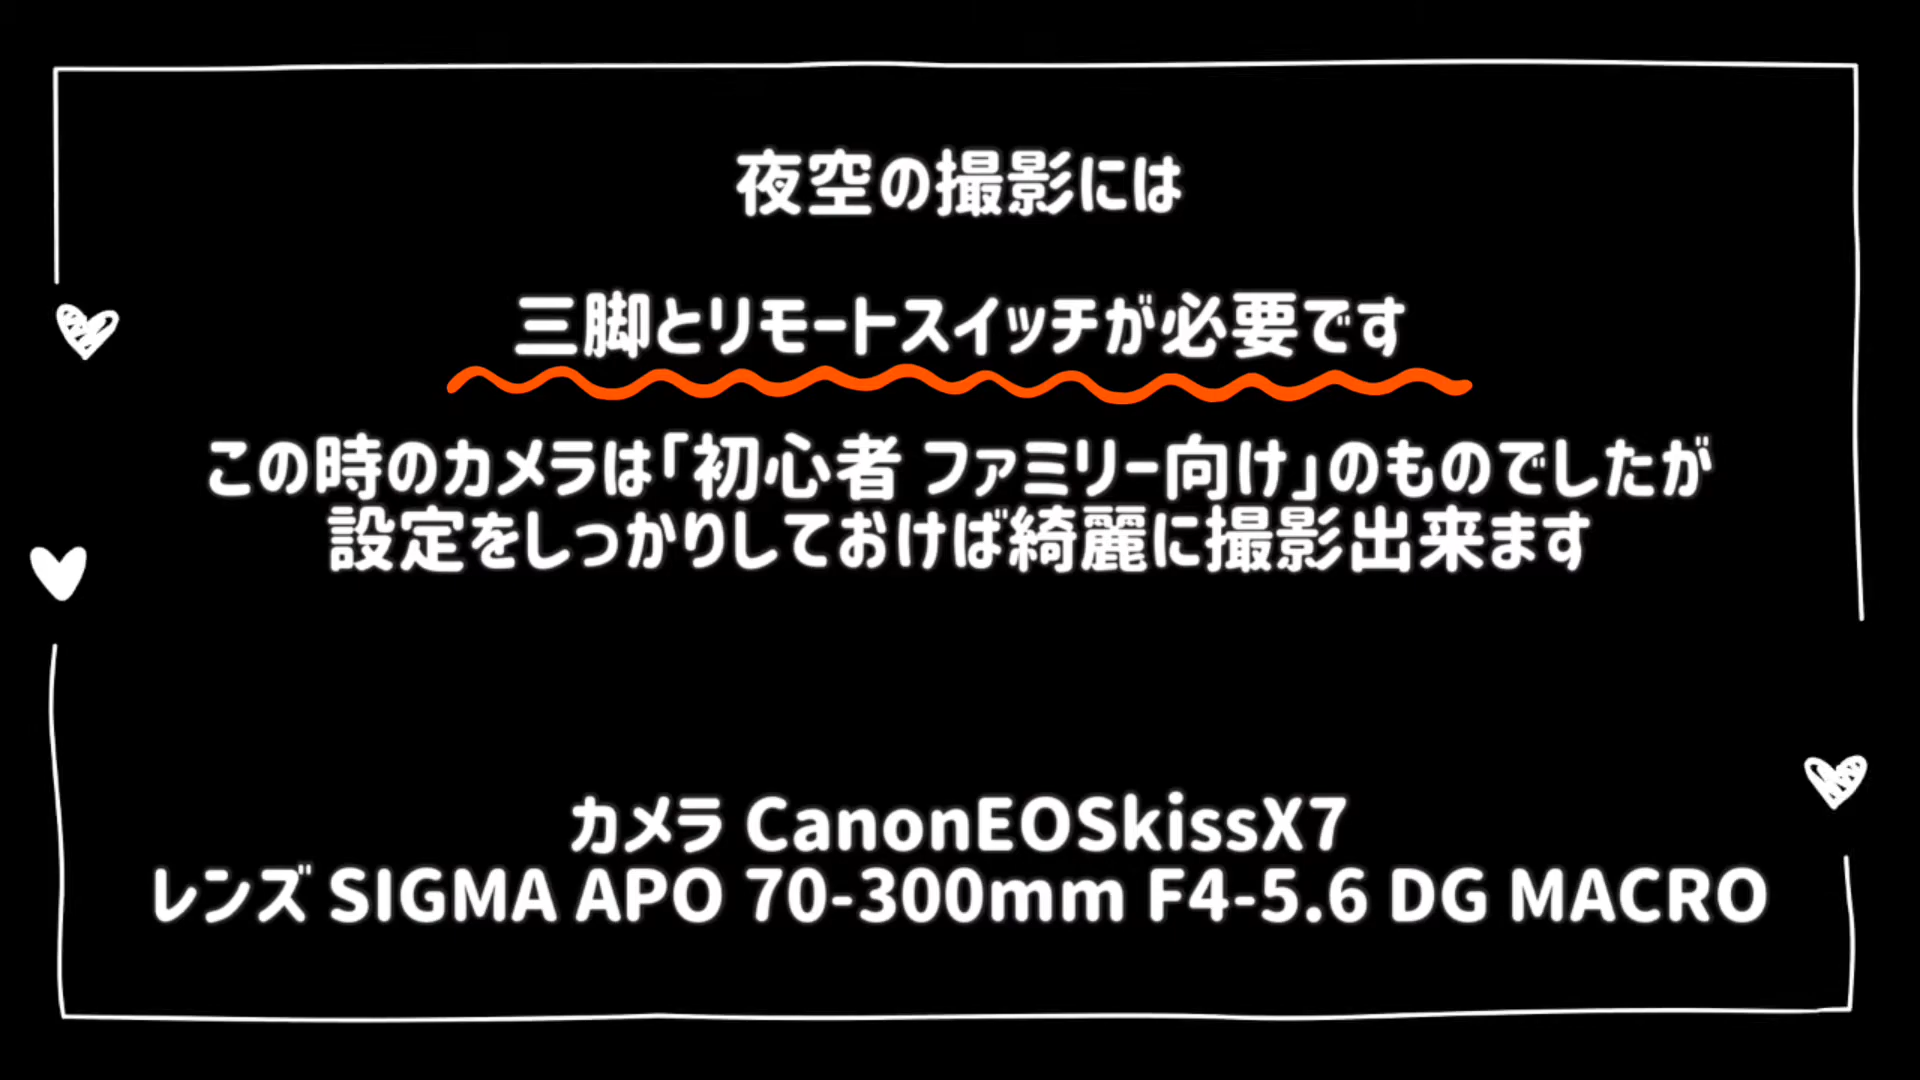 夜空の撮影には
三脚とリモートスイッチが必要です
この時のカメラは「初心者 ファミリー向け」のものでしたが
設定をしっかりしておけば綺麗に撮影出来ます
カメラ CanonEOSkissX7
レンズ SIGMA APO 70-300mm F4-5.6 DG MACRO